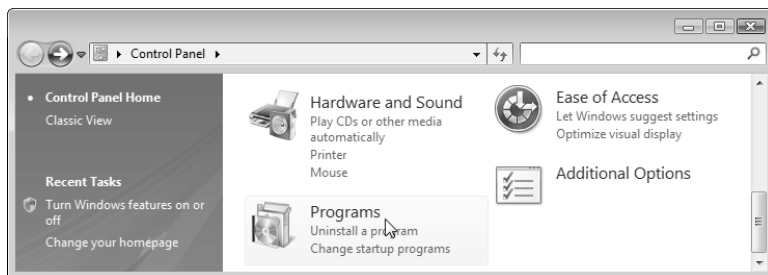 Control Panel
Control Panel Home
Classic View
Recent Tasks
Turn Windows features on or
off
Change your homepage
Hardware and Sound
Play CDs or other media
automatically
Printer
Mouse
Programs
Uninstall a program
Change startup programs
Ease of Access
Let Windows suggest settings
Optimize visual display
Additional Options